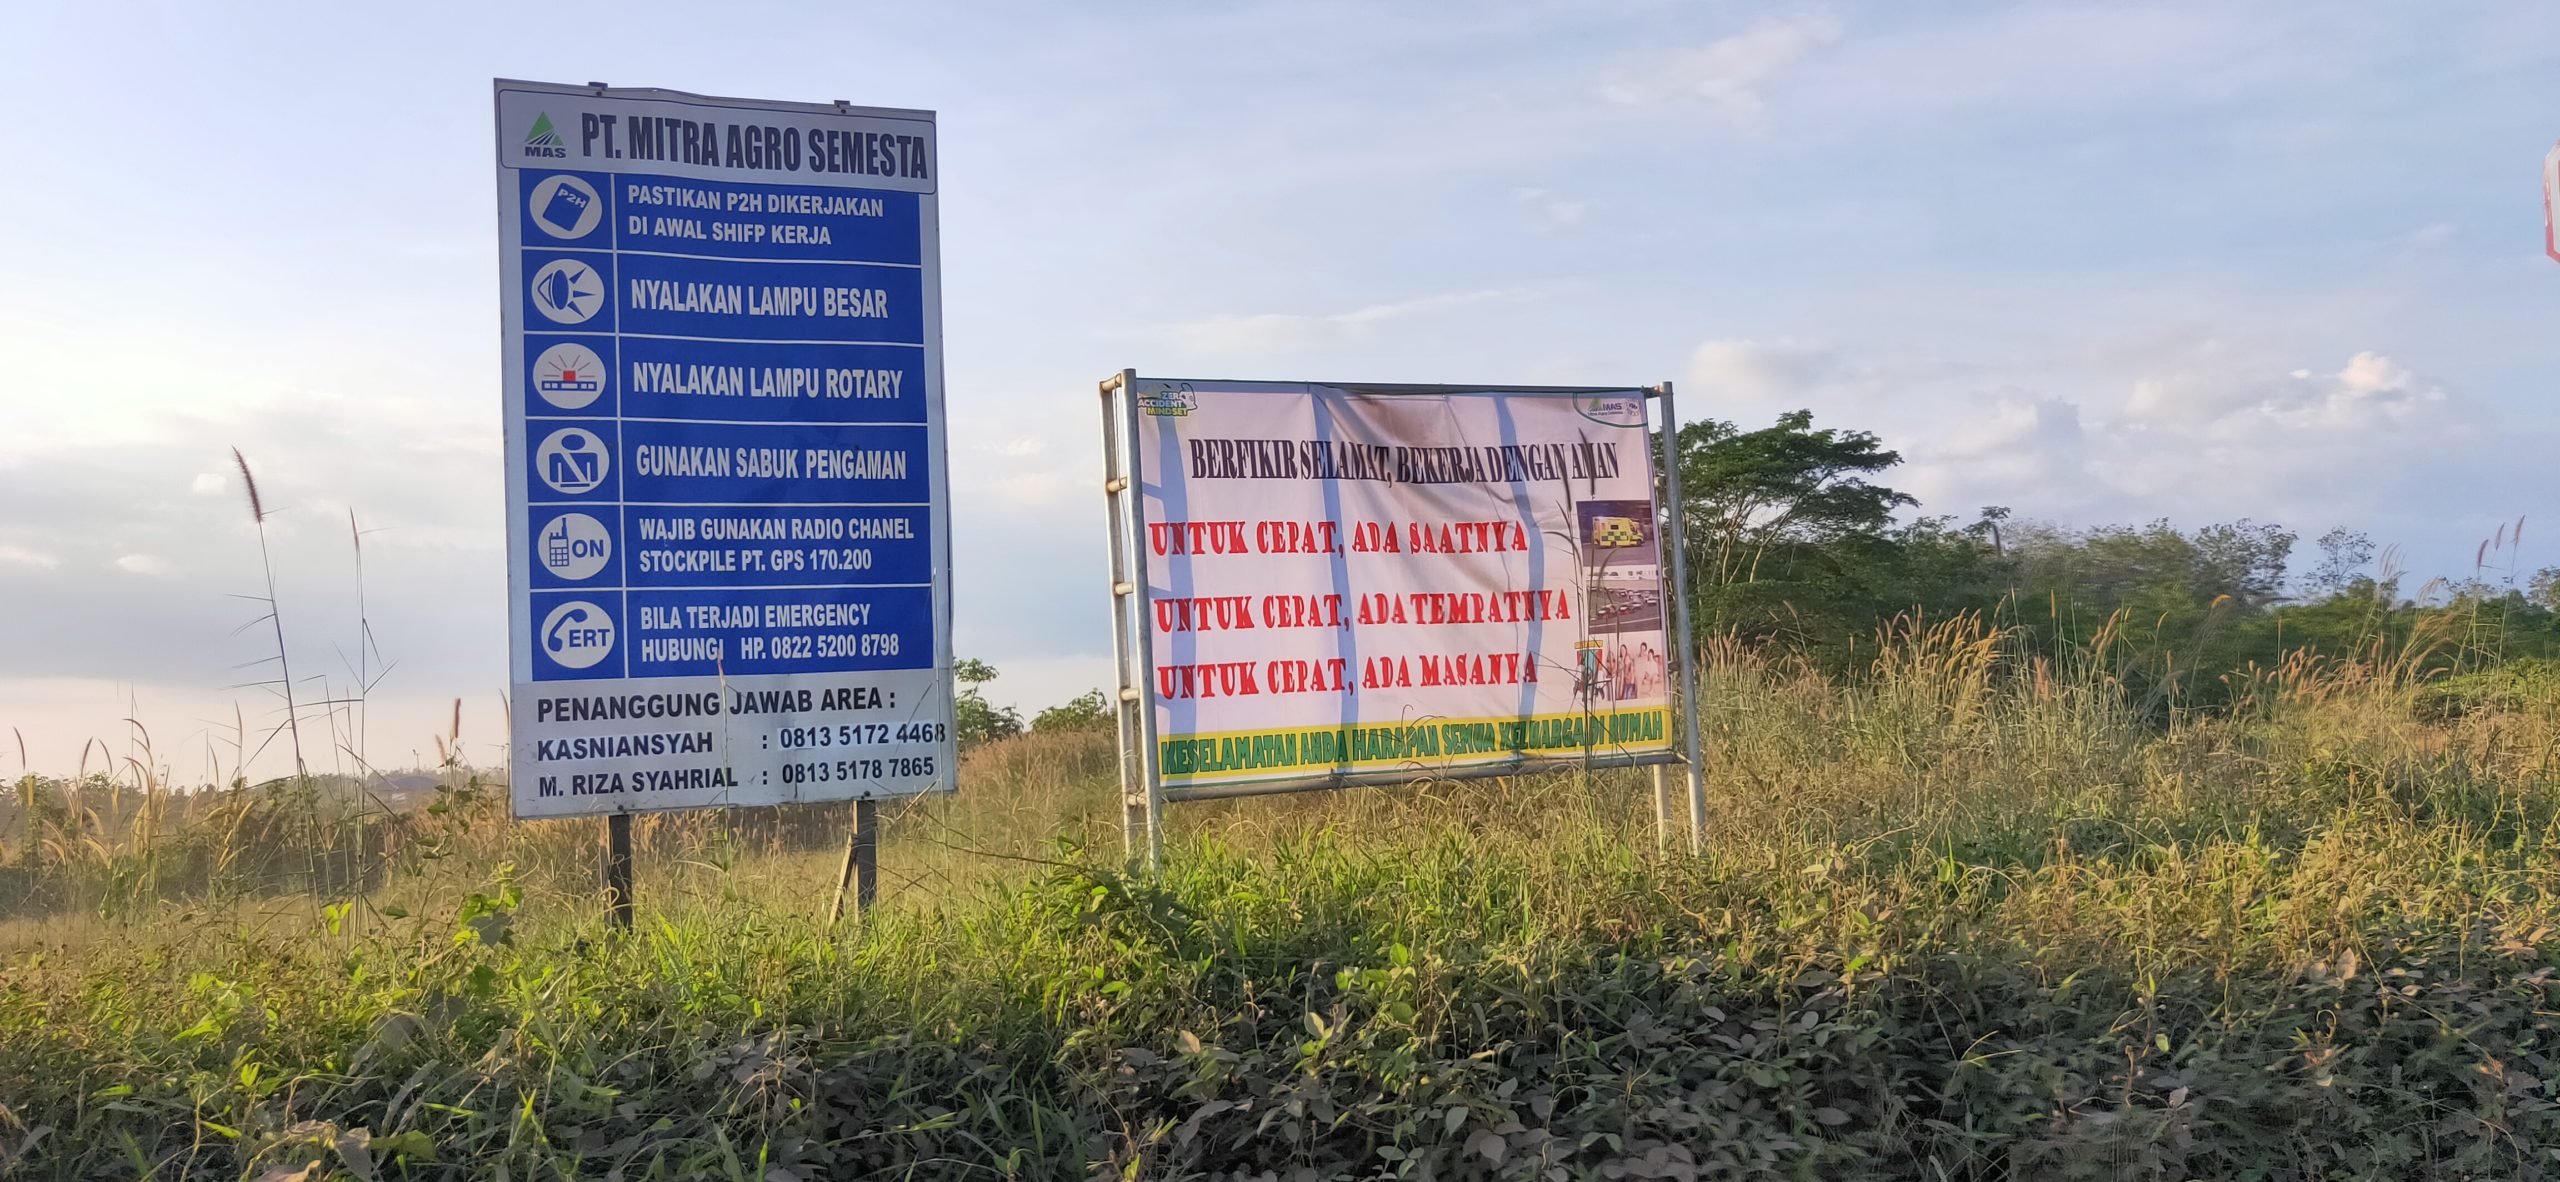 MAS
PT. MITRA AGRO SEMESTA
P2H
PASTIKAN P2H DIKERJAKAN
DI AWAL SHIFP KERJA
NYALAKAN LAMPU BESAR
NYALAKAN LAMPU ROTARY
GUNAKAN SABUK PENGAMAN
ON
WAJIB GUNAKAN RADIO CHANEL
STOCKPILE PT. GPS 170.200
ERT
BILA TERJADI EMERGENCY
HUBUNGI HP. 0822 5200 8798
PENANGGUNG JAWAB AREA :
KASNIANSYAH : 0813 5172 4468
M. RIZA SYAHRIAL : 0813 5178 7865
ZERO
ACCIDENT
MINDSET
MAS
BERFIKIR SELAMAT, BEKERJA DENGAN AMAN
UNTUK CEPAT, ADA SAATNYA
UNTUK CEPAT, ADA TEMPATNYA
UNTUK CEPAT, ADA MASANYA
KESELAMATAN ANDA HARAPAN SEMUA KELUARGA DI RUMAH